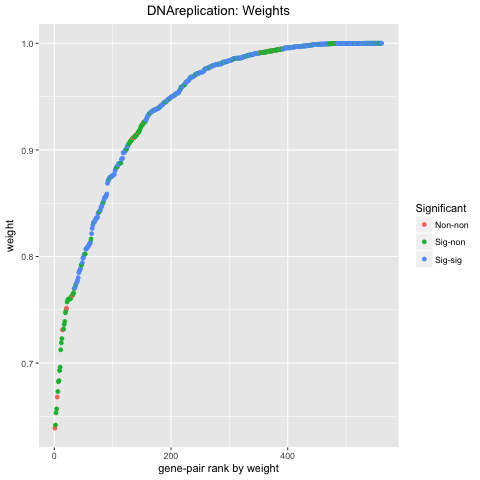 DNAreplication: Weights
1.0
0.9
0.8
0.7
weight
0
200
400
gene-pair rank by weight
Significant
Non-non
Sig-non
Sig-sig